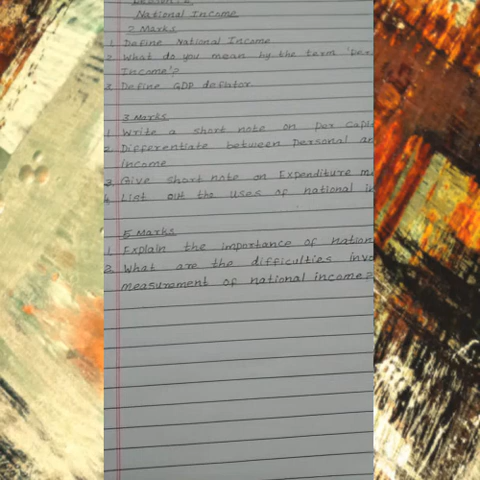 National Income
2 Marks
1. Define National Income
2. What do you mean by the term 'Per
Income'?
3. Define GDP deflator.
3 Marks
1. Write a short note on per capi
2. Differentiate between personal an
income
3. Give short note on Expenditure m
4. List out the uses of national in
5 Marks
1. Explain the importance of nation
2. What are the difficulties invo
measurement of national income?